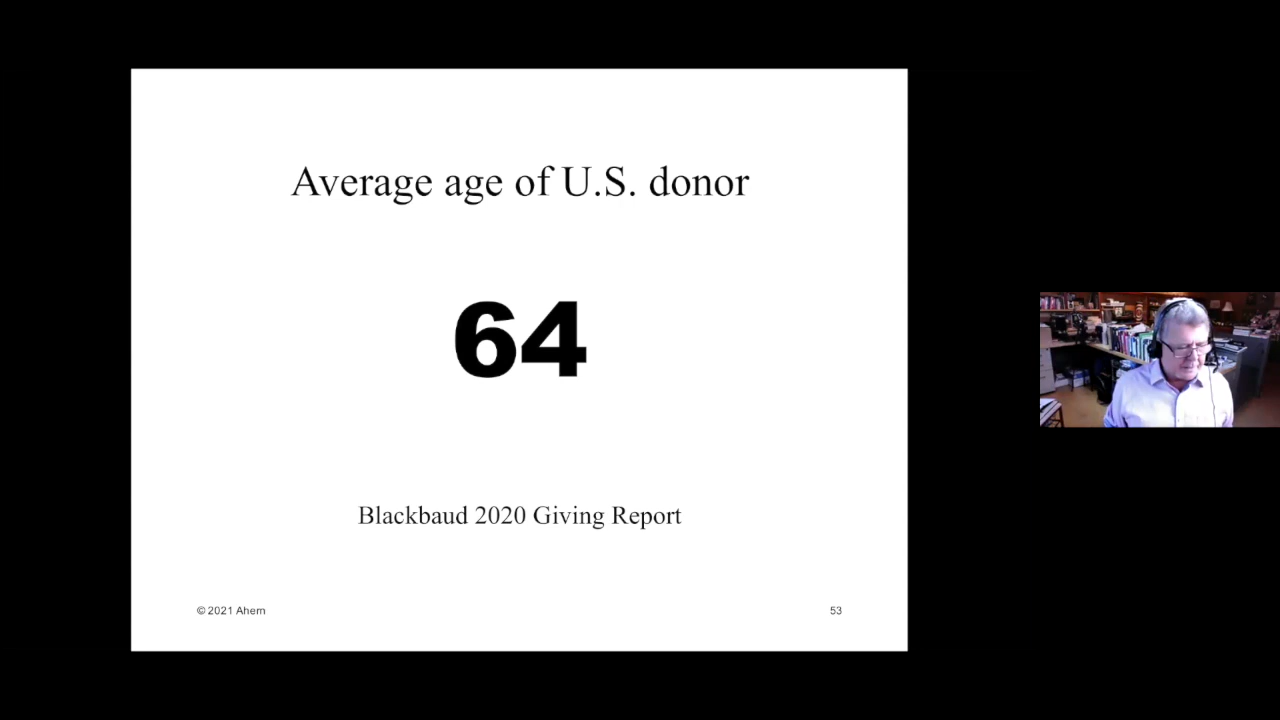 Average age of U.S. donor
64
Blackbaud 2020 Giving Report
© 2021 Ahern
53